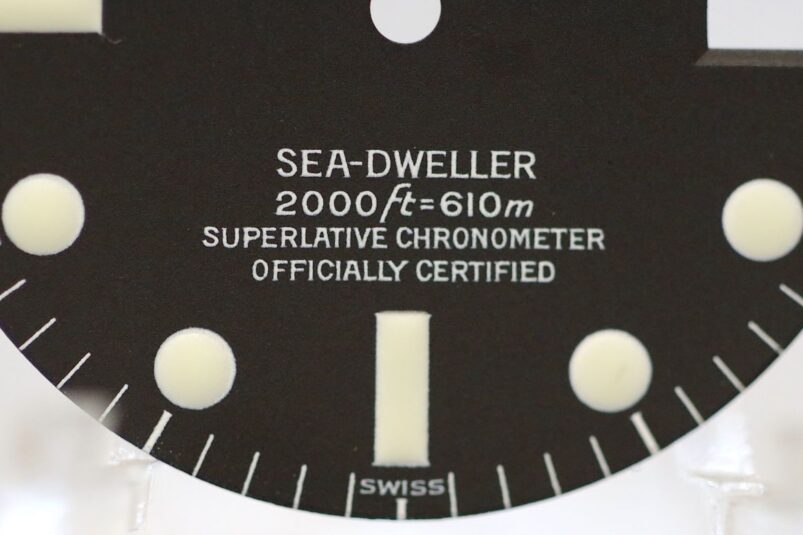 SEA-DWELLER
2000ft=610m
SUPERLATIVE CHRONOMETER
OFFICIALLY CERTIFIED
SWISS